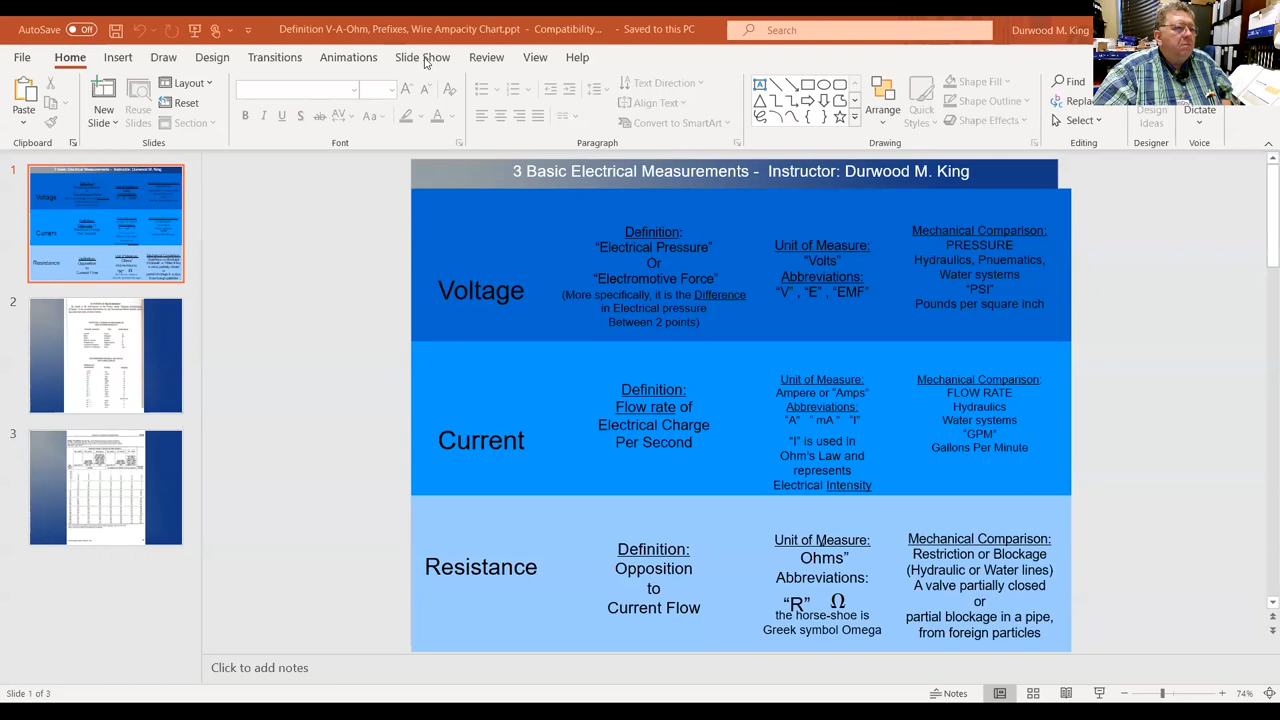 AutoSave Off
Definition V-A-Ohm, Prefixes, Wire Ampacity Chart.ppt - Compatibility... - Saved to this PC
Search
Durwood M. King
File Home Insert Draw Design Transitions Animations Slide Show Review View Help
Paste
New
Slide
Reuse
Slides
Layout
Reset
Section
Text Direction
Align Text
Convert to SmartArt
Arrange
Quick
Styles
Shape Fill
Shape Outline
Shape Effects
Find
Select
Design
Ideas
Dictate
Clipboard Slides Font Paragraph Drawing Editing Designer Voice
1
2
3
3 Basic Electrical Measurements - Instructor: Durwood M. King
Voltage
Definition:
“Electrical Pressure”
Or
“Electromotive Force”
(More specifically, it is the Difference
in Electrical pressure
Between 2 points)
Unit of Measure:
“Volts”
Abbreviations:
“V” , “E” , “EMF”
Mechanical Comparison:
PRESSURE
Hydraulics, Pnuematics,
Water systems
“PSI”
Pounds per square inch
Current
Definition:
Flow rate of
Electrical Charge
Per Second
Unit of Measure:
Ampere or “Amps”
Abbreviations:
“A” “ mA ” “I”
“I” is used in
Ohm’s Law and
represents
Electrical Intensity
Mechanical Comparison:
FLOW RATE
Hydraulics
Water systems
“GPM”
Gallons Per Minute
Resistance
Definition:
Opposition
to
Current Flow
Unit of Measure:
Ohms”
Abbreviations:
“R” Ω
the horse-shoe is
Greek symbol Omega
Mechanical Comparison:
Restriction or Blockage
(Hydraulic or Water lines)
A valve partially closed
or
partial blockage in a pipe,
from foreign particles
Click to add notes
Slide 1 of 3
Notes
74%